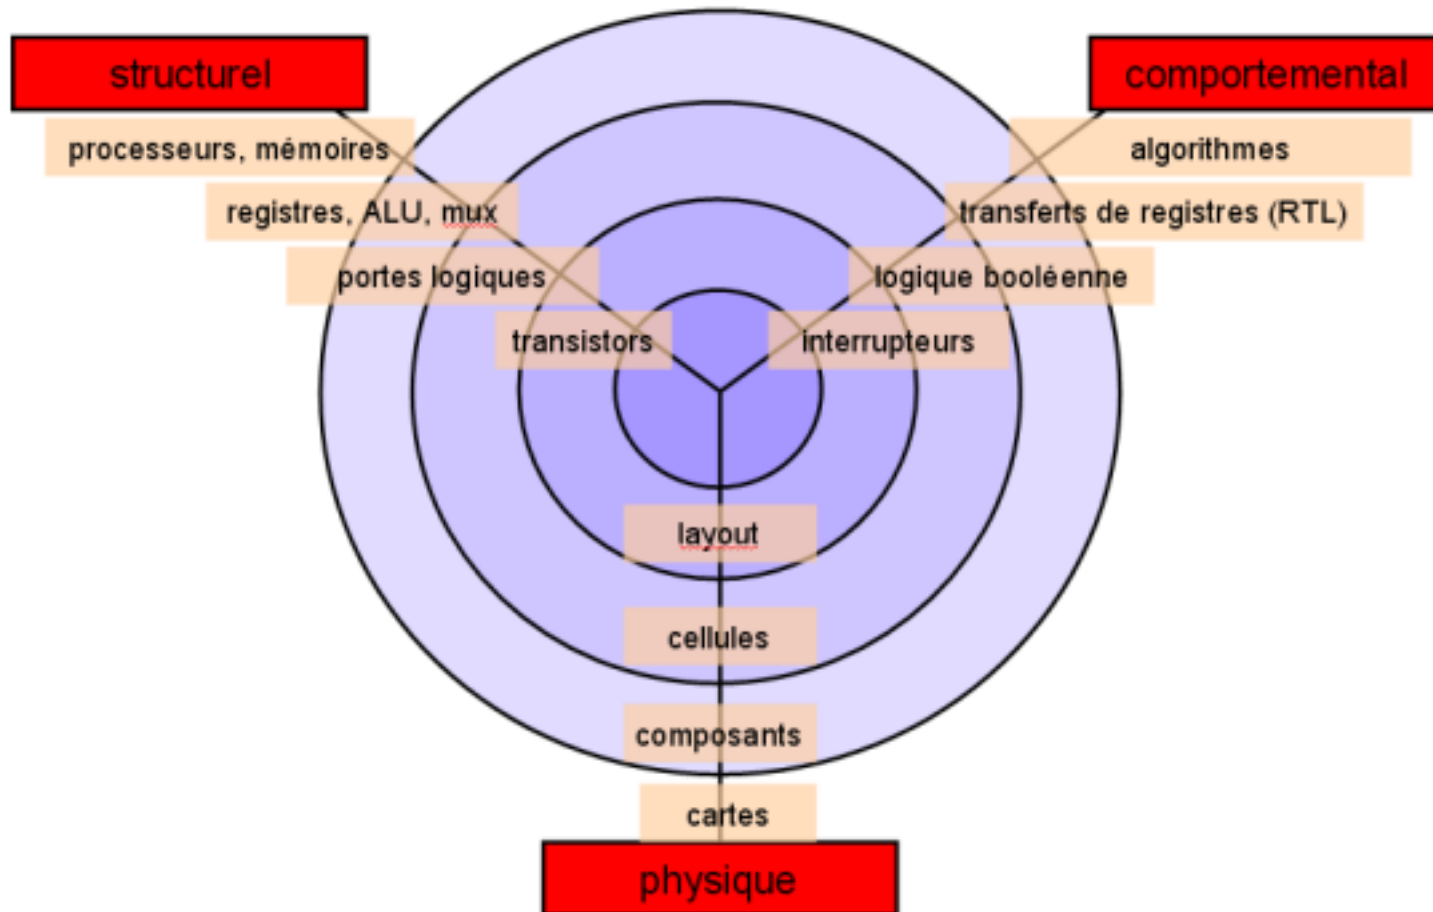 structurel
comportemental
processeurs, mémoires
algorithmes
registres, ALU, mux
transferts de registres (RTL)
portes logiques
logique booléenne
transistors
interrupteurs
layout
cellules
composants
cartes
physique